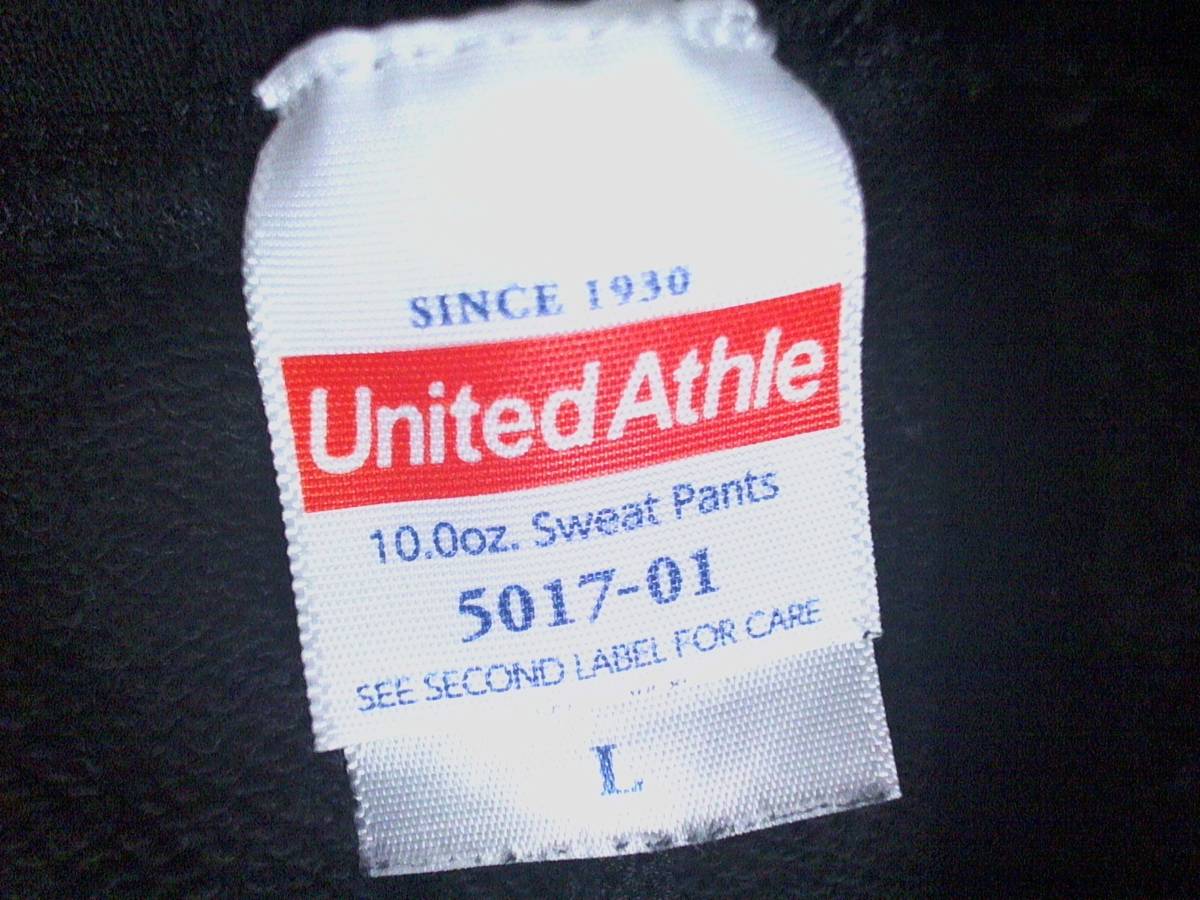 SINCE 1930
United Athle
10.0oz. Sweat Pants
5017-01
SEE SECOND LABEL FOR CARE
L